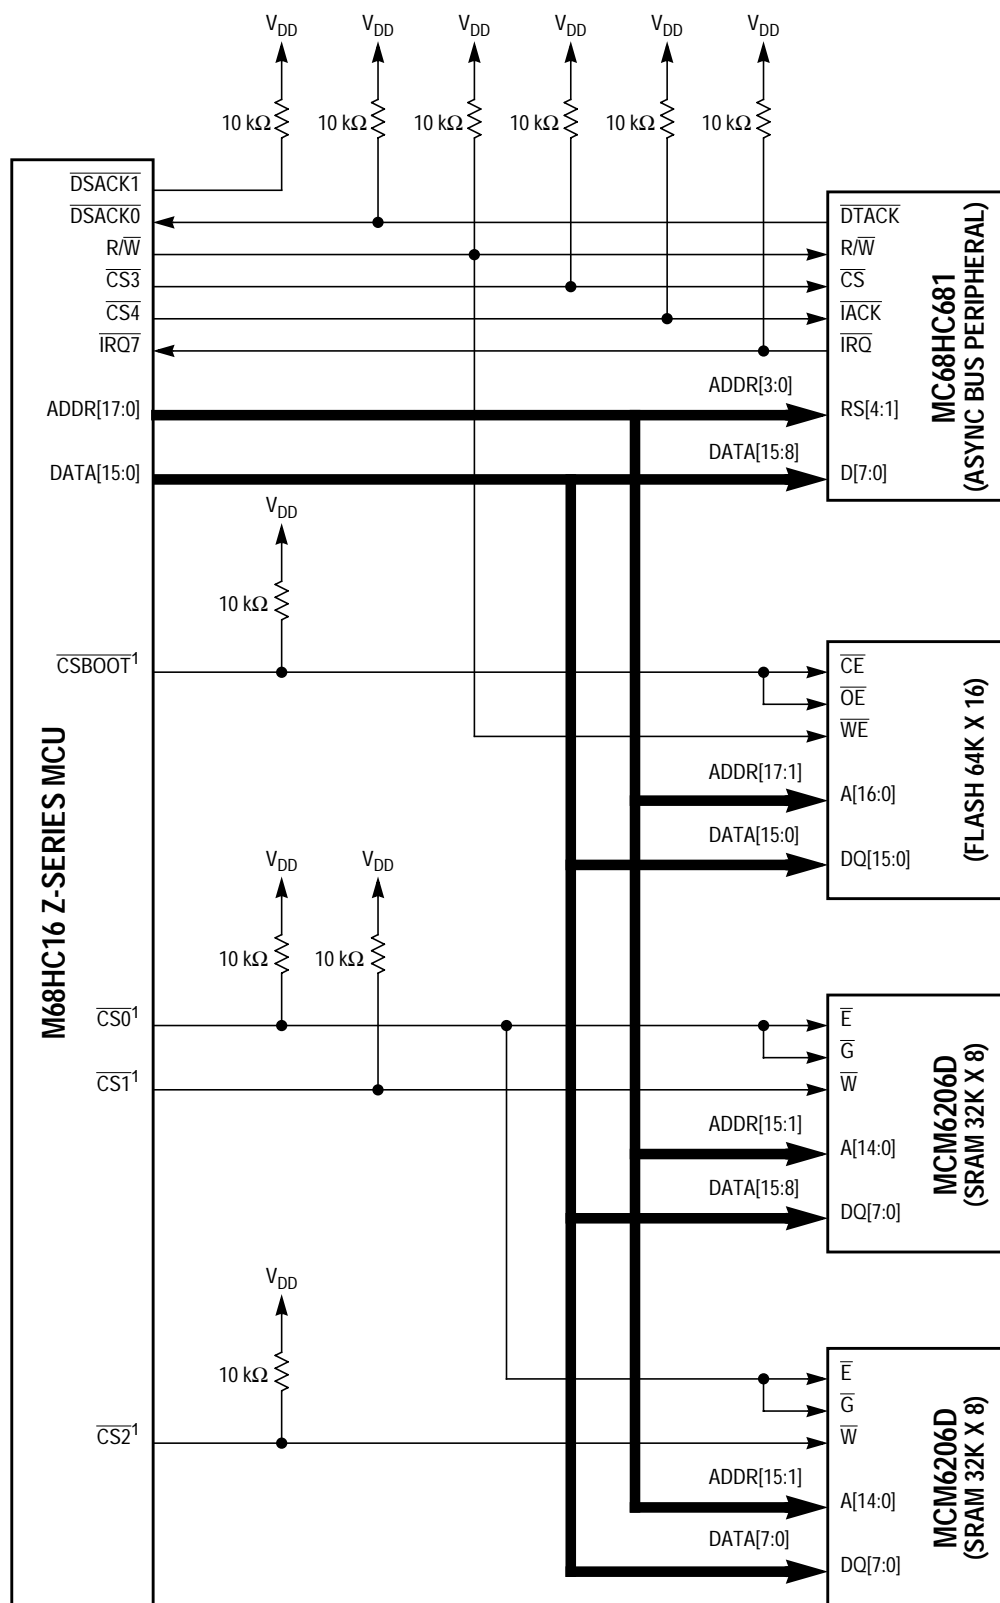 VDD VDD VDD VDD VDD VDD
10 kΩ 10 kΩ 10 kΩ 10 kΩ 10 kΩ 10 kΩ
DSACK1
DSACK0 DTACK
R/W R/W
CS3 CS
CS4 IACK
IRQ7 IRQ
ADDR[17:0] ADDR[3:0] RS[4:1]
DATA[15:0] DATA[15:8] D[7:0]
MC68HC681
(ASYNC BUS PERIPHERAL)
VDD
10 kΩ
CSBOOT1 CE
OE
WE
ADDR[17:1] A[16:0]
DATA[15:0] DQ[15:0]
(FLASH 64K X 16)
M68HC16 Z-SERIES MCU
VDD VDD
10 kΩ 10 kΩ
CS01 E
G
CS11 W
ADDR[15:1] A[14:0]
DATA[15:8] DQ[7:0]
MCM6206D
(SRAM 32K X 8)
VDD
10 kΩ
E
G
CS21 W
ADDR[15:1] A[14:0]
DATA[7:0] DQ[7:0]
MCM6206D
(SRAM 32K X 8)